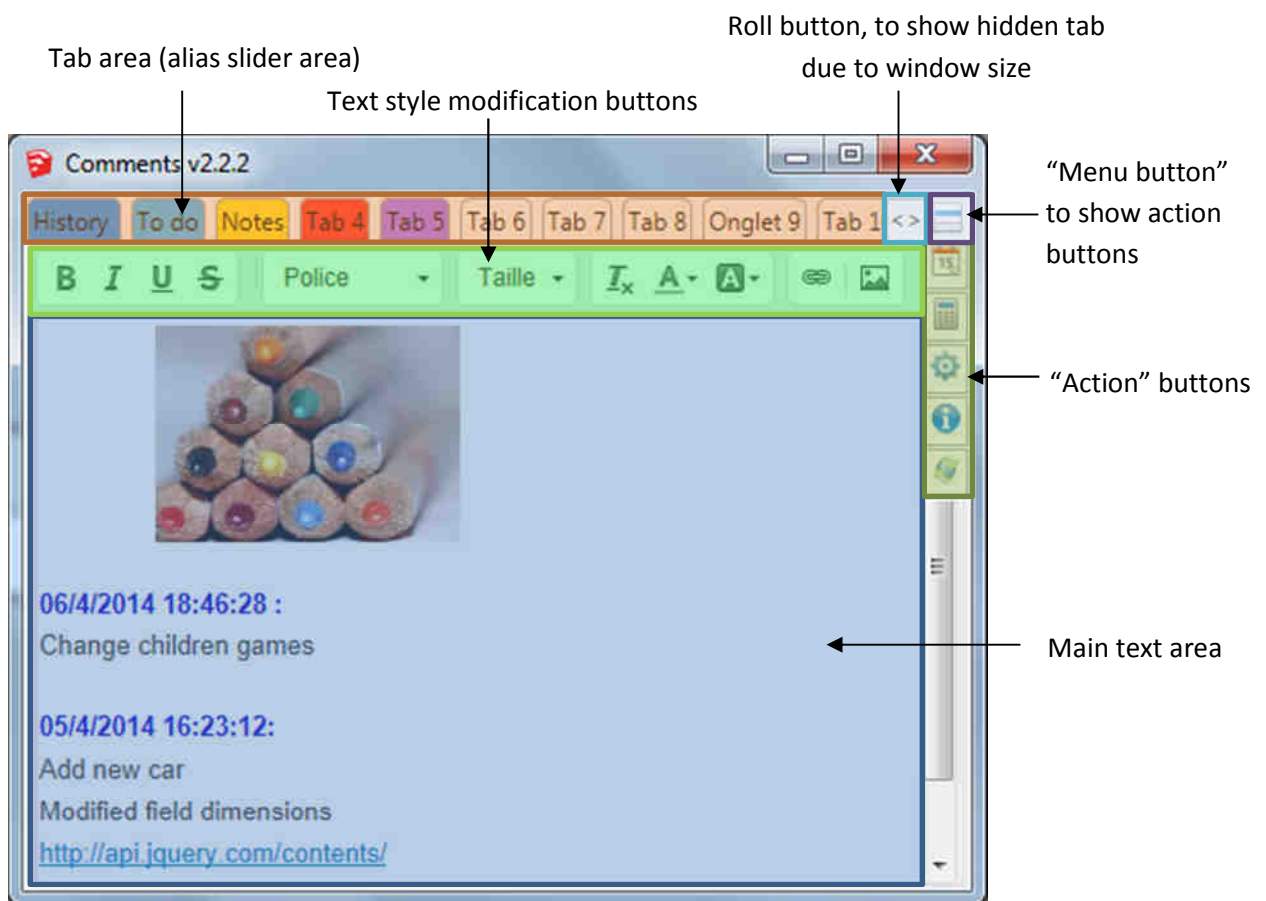 Roll button, to show hidden tab
due to window size
Tab area (alias slider area)
Text style modification buttons
Comments v2.2.2
"Menu button"
to show action
buttons
History To do Notes Tab 4 Tab 5 Tab 6 Tab 7 Tab 8 Onglet 9 Tab 1 <>
B I U S Police Taille Tx A A
15
"Action" buttons
06/4/2014 18:46:28 :
Change children games
Main text area
05/4/2014 16:23:12:
Add new car
Modified field dimensions
http://api.jquery.com/contents/